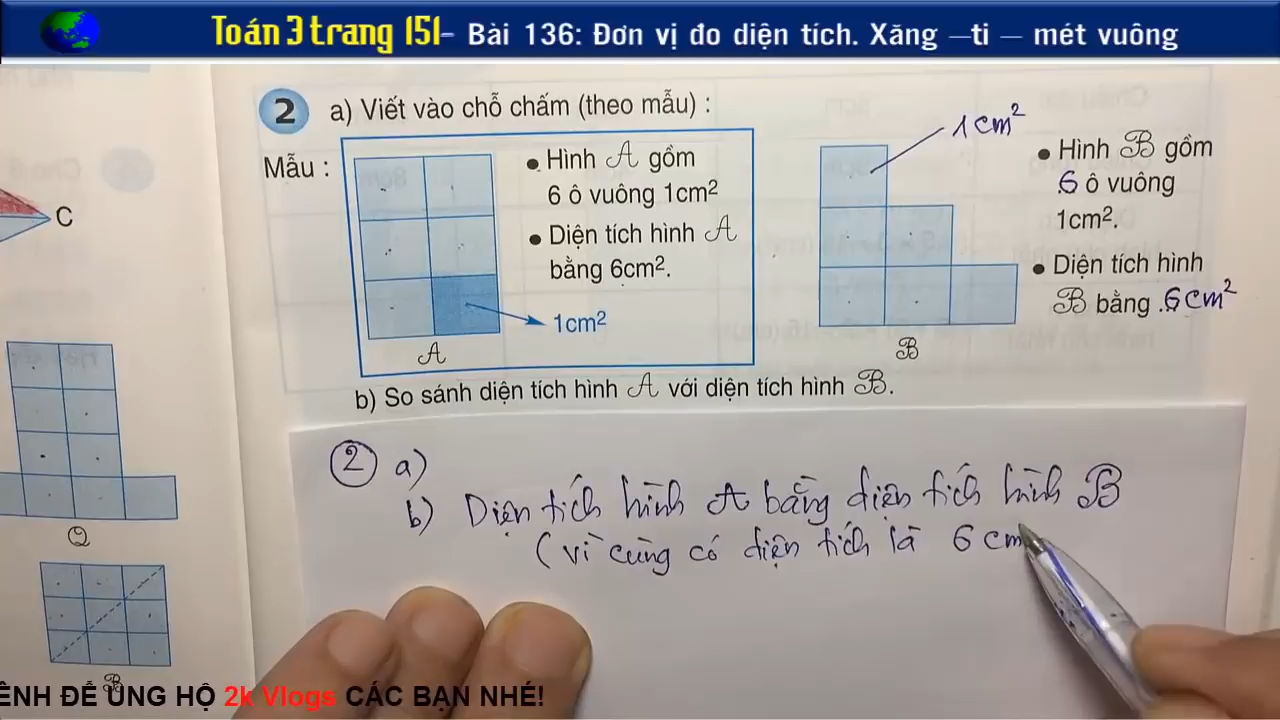 Toán 3 trang 151- Bài 136: Đơn vị đo diện tích. Xăng –ti – mét vuông
2 a) Viết vào chỗ chấm (theo mẫu) :
Mẫu :
• Hình A gồm
6 ô vuông 1cm²
• Diện tích hình A
bằng 6cm².
1cm²
A
1cm²
B
• Hình B gồm
6 ô vuông
1cm².
• Diện tích hình
B bằng .6cm²
b) So sánh diện tích hình A với diện tích hình B.
C
Q
② a)
b) Diện tích hình A bằng diện tích hình B
(vì cùng có diện tích là 6 cm
ÊNH ĐỂ ỦNG HỘ 2k Vlogs CÁC BẠN NHÉ!